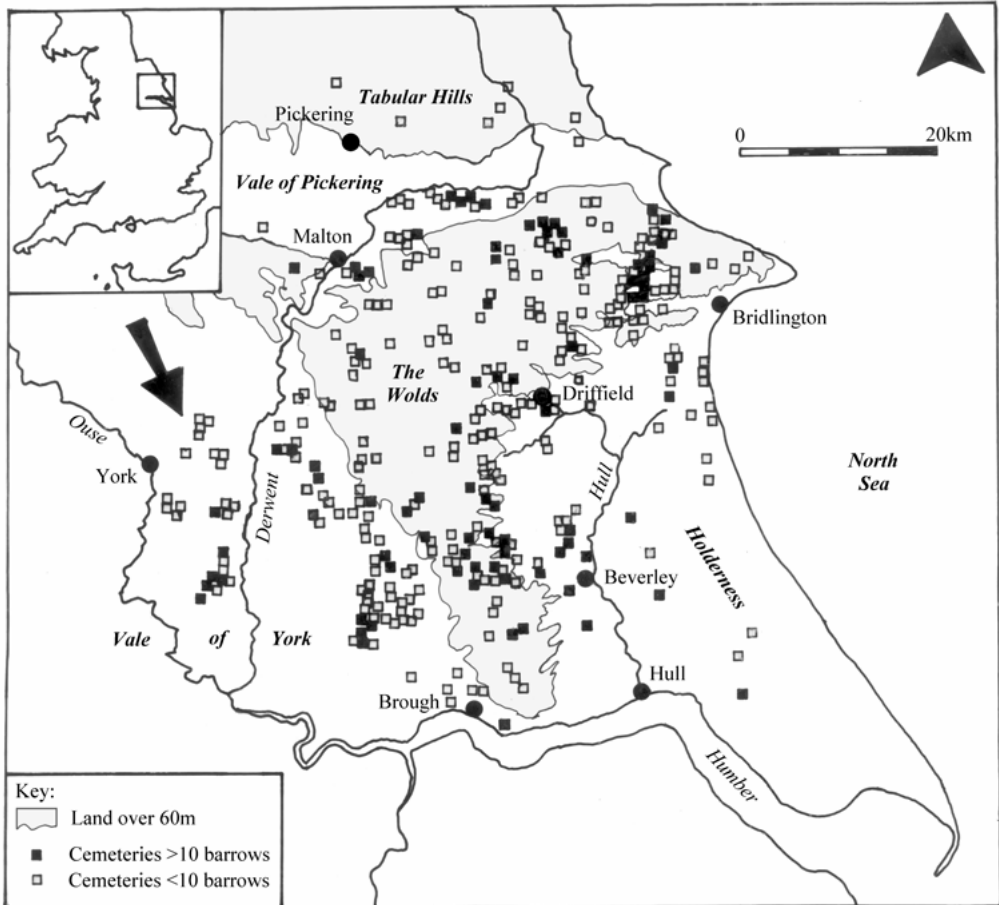 Tabular Hills
Pickering
0 20km
Vale of Pickering
Malton
Bridlington
The
Wolds
Driffield
Ouse
York
Derwent
Hull
North
Sea
Holderness
Beverley
Vale of York
Hull
Brough
Humber
Key:
Land over 60m
Cemeteries >10 barrows
Cemeteries <10 barrows